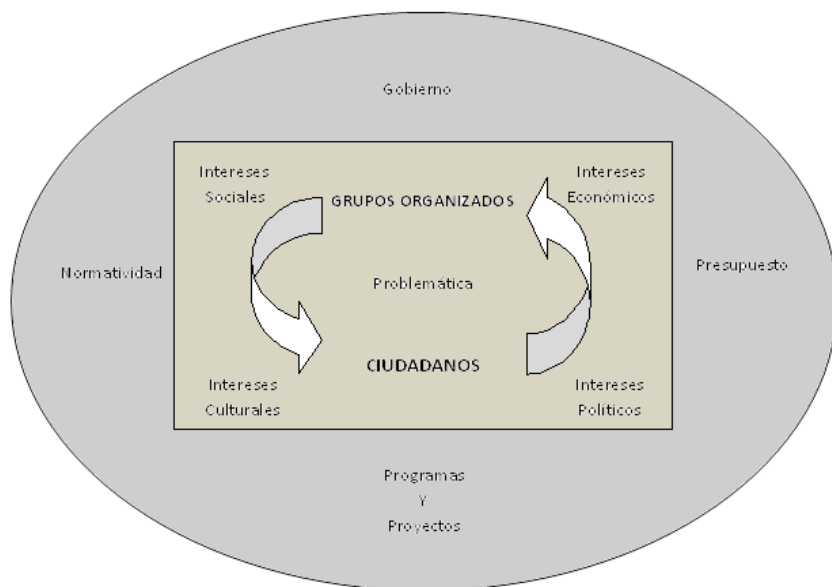 Gobierno
Intereses
Sociales
Intereses
Económicos
GRUPOS ORGANIZADOS
Normatividad
Problemática
Presupuesto
CIUDADANOS
Intereses
Culturales
Intereses
Políticos
Programas
Y
Proyectos